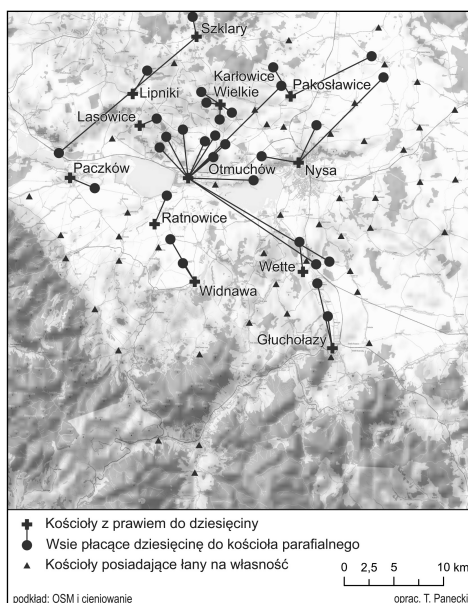 Szklary
Karłowice
Wielkie
Pakosławice
Lipniki
Lasowice
Otmuchów
Nysa
Paczków
Ratnowice
Wette
Widnawa
Głuchołazy
Kościoły z prawiem do dziesięciny
Wsie płacące dziesięcinę do kościoła parafialnego
Kościoły posiadające łany na własność
0 2,5 5 10 km
podkład: OSM i cieniowanie
oprac. T. Panecki